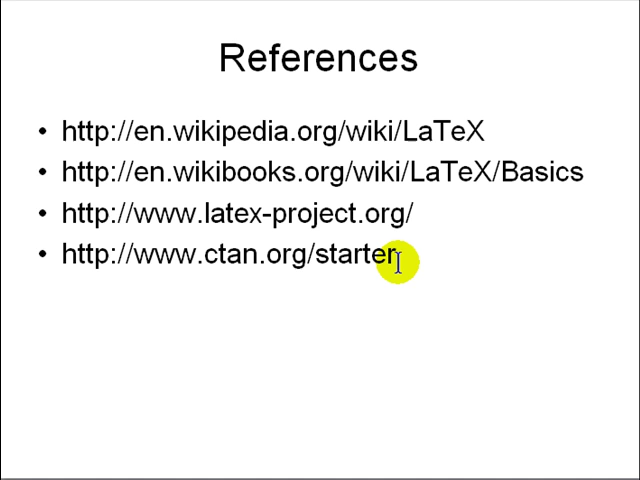 References
• http://en.wikipedia.org/wiki/LaTeX
• http://en.wikibooks.org/wiki/LaTeX/Basics
• http://www.latex-project.org/
• http://www.ctan.org/starter